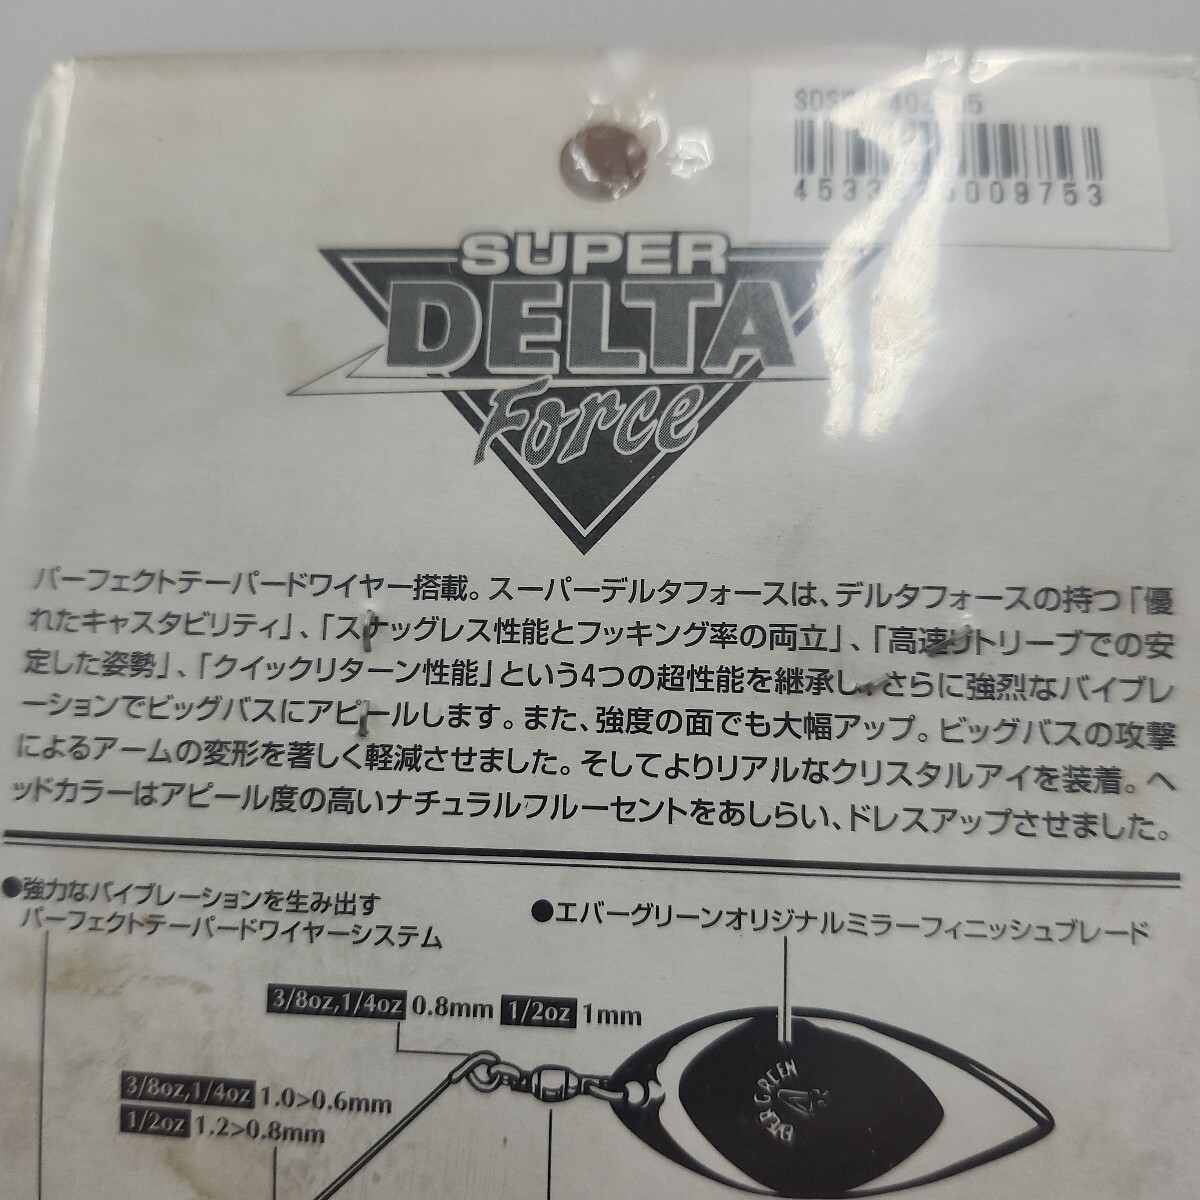 009753
SÜPER
DELTA
Force
パーフェクトテーパードワイヤー搭載。スーパーデルタフォースは、デルタフォースの持つ「優
れたキャスタビリティ」、「スナッグレス性能とフッキング率の両立」、「高速リトリーブでの安
定した姿勢」、「クイックリターン性能」という4つの超性能を継承し、さらに強烈なバイブレ
ーションでビッグバスにアピールします。また、強度の面でも大幅アップ。ビッグバスの攻撃
によるアームの変形を著しく軽減させました。そしてよりリアルなクリスタルアイを装着。ヘ
ッドカラーはアピール度の高いナチュラルフルーセントをあしらい、ドレスアップさせました。
●強力なバイブレーションを生み出す
パーフェクトテーパードワイヤーシステム
●エバーグリーンオリジナルミラーフィニッシュブレード
3/8oz,1/4oz 0.8mm 1/2oz 1mm
3/8oz,1/4oz 1.0>0.6mm
1/2oz 1.2>0.8mm
EVER GREEN